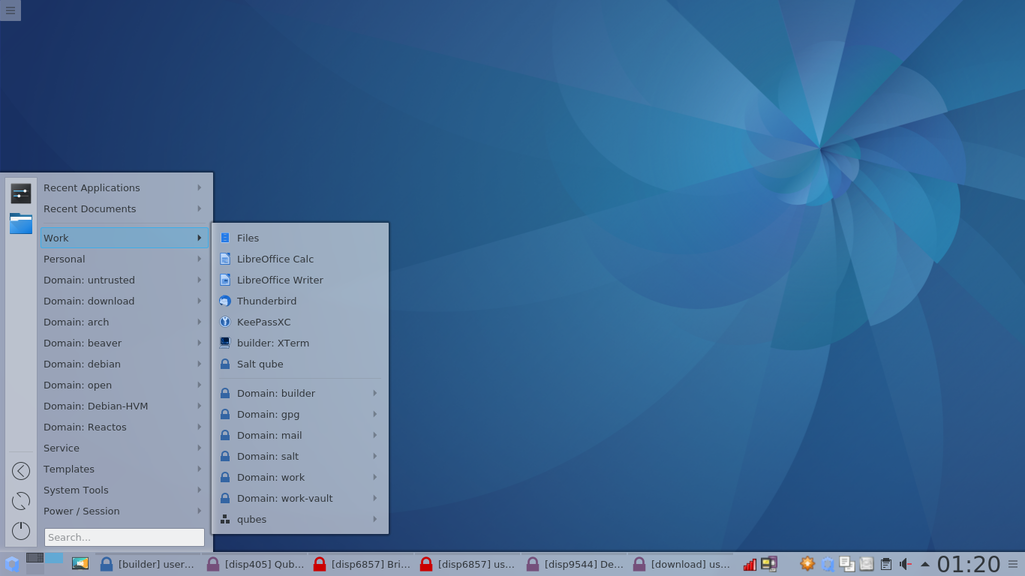 Recent Applications
Recent Documents
Work
Personal
Domain: untrusted
Domain: download
Domain: arch
Domain: beaver
Domain: debian
Domain: open
Domain: Debian-HVM
Domain: Reactos
Service
Templates
System Tools
Power / Session
Search...
Files
LibreOffice Calc
LibreOffice Writer
Thunderbird
KeePassXC
builder: XTerm
Salt qube
Domain: builder
Domain: gpg
Domain: mail
Domain: salt
Domain: work
Domain: work-vault
qubes
[builder] user... [disp405] Qub... [disp6857] Bri... [disp6857] us... [disp9544] De... [download] us... 01:20